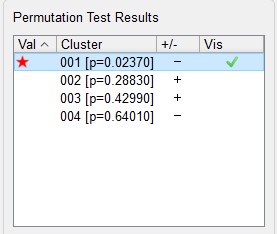 Permutation Test Results
Val Cluster +/- Vis
001 [p=0.02370] −
002 [p=0.28830] +
003 [p=0.42990] +
004 [p=0.64010] −